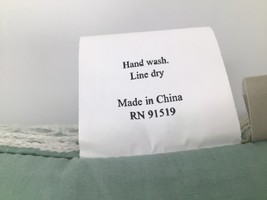 Hand wash.
Line dry
Made in China
RN 91519